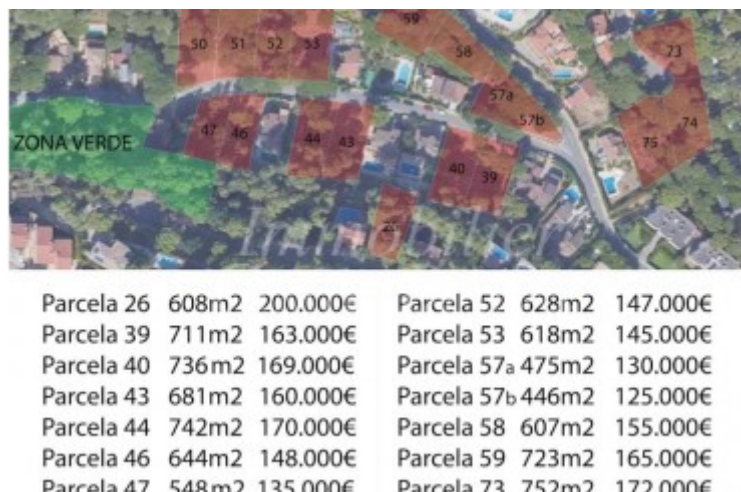 59
50 51 52 53
58
73
57a
57b
74
75
47 46
44 43
40 39
ZONA VERDE
26
Immobilier
Parcela 26 608m2 200.000€
Parcela 39 711m2 163.000€
Parcela 40 736m2 169.000€
Parcela 43 681m2 160.000€
Parcela 44 742m2 170.000€
Parcela 46 644m2 148.000€
Parcela 47 548m2 135.000€
Parcela 52 628m2 147.000€
Parcela 53 618m2 145.000€
Parcela 57a 475m2 130.000€
Parcela 57b 446m2 125.000€
Parcela 58 607m2 155.000€
Parcela 59 723m2 165.000€
Parcela 73 752m2 172.000€